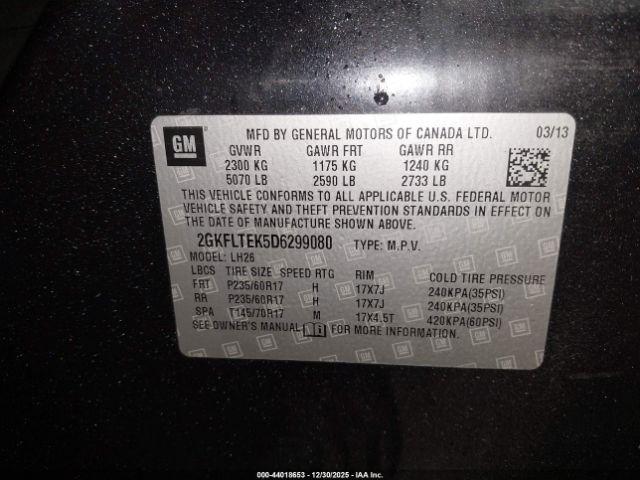 GM
MFD BY GENERAL MOTORS OF CANADA LTD. 03/13
GVWR GAWR FRT GAWR RR
2300 KG 1175 KG 1240 KG
5070 LB 2590 LB 2733 LB
THIS VEHICLE CONFORMS TO ALL APPLICABLE U.S. FEDERAL MOTOR
VEHICLE SAFETY AND THEFT PREVENTION STANDARDS IN EFFECT ON
THE DATE OF MANUFACTURE SHOWN ABOVE.
2GKFLTEK5D6299080 TYPE: M.P.V.
MODEL: LH26
LBCS TIRE SIZE SPEED RTG RIM COLD TIRE PRESSURE
FRT P235/60R17 H 17X7J 240KPA(35PSI)
RR P235/60R17 H 17X7J 240KPA(35PSI)
SPA T145/70R17 M 17X4.5T 420KPA(60PSI)
SEE OWNER'S MANUAL FOR MORE INFORMATION.
000-44018653 - 12/30/2025 - IAA Inc.